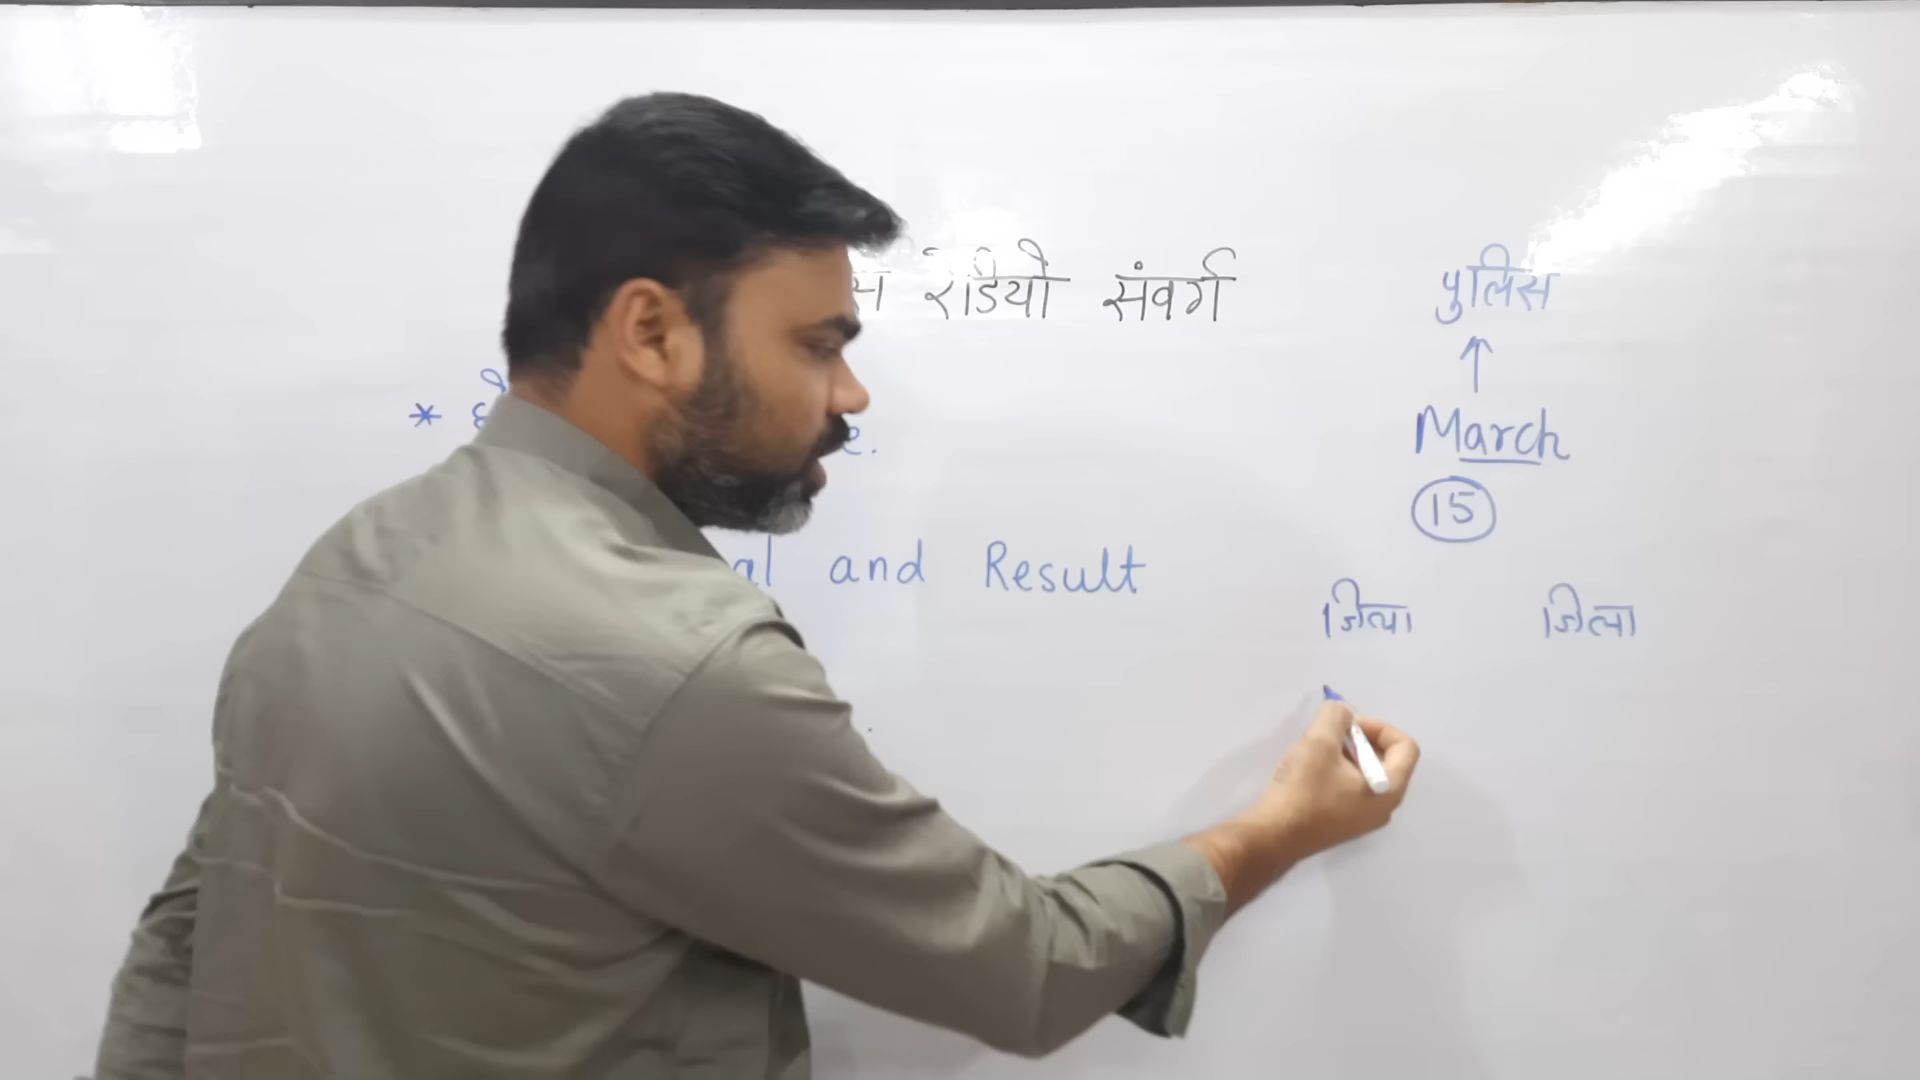 रेडियो संवर्ग
*
and Result
पुलिस
↑
March
15
जिला जिला